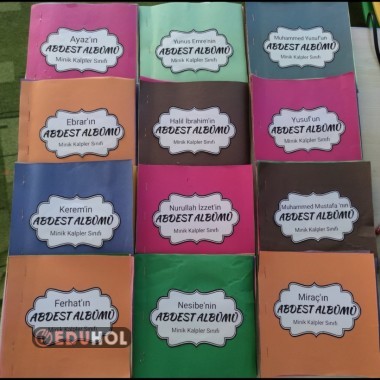 Ayaz'ın
ABDEST ALBÜMÜ
Minik Kalpler Sınıfı
Yunus Emre'nin
ABDEST ALBÜMÜ
Minik Kalpler Sınıfı
Muhammed Yusuf'un
ABDEST ALBÜMÜ
Minik Kalpler Sınıfı
Ebrar'ın
ABDEST ALBÜMÜ
Minik Kalpler Sınıfı
Halil İbrahim'in
ABDEST ALBÜMÜ
Minik Kalpler Sınıfı
Yusuf'un
ABDEST ALBÜMÜ
Minik Kalpler Sınıfı
Kerem'in
ABDEST ALBÜMÜ
Minik Kalpler Sınıfı
Nurullah İzzet'in
ABDEST ALBÜMÜ
Minik Kalpler Sınıfı
Muhammed Mustafa 'nın
ABDEST ALBÜMÜ
Minik Kalpler Sınıfı
Ferhat'ın
ABDEST ALBÜMÜ
Minik Kalpler Sınıfı
Nesibe'nin
ABDEST ALBÜMÜ
Minik Kalpler Sınıfı
Miraç'ın
ABDEST ALBÜMÜ
Minik Kalpler Sınıfı
EDUHOL